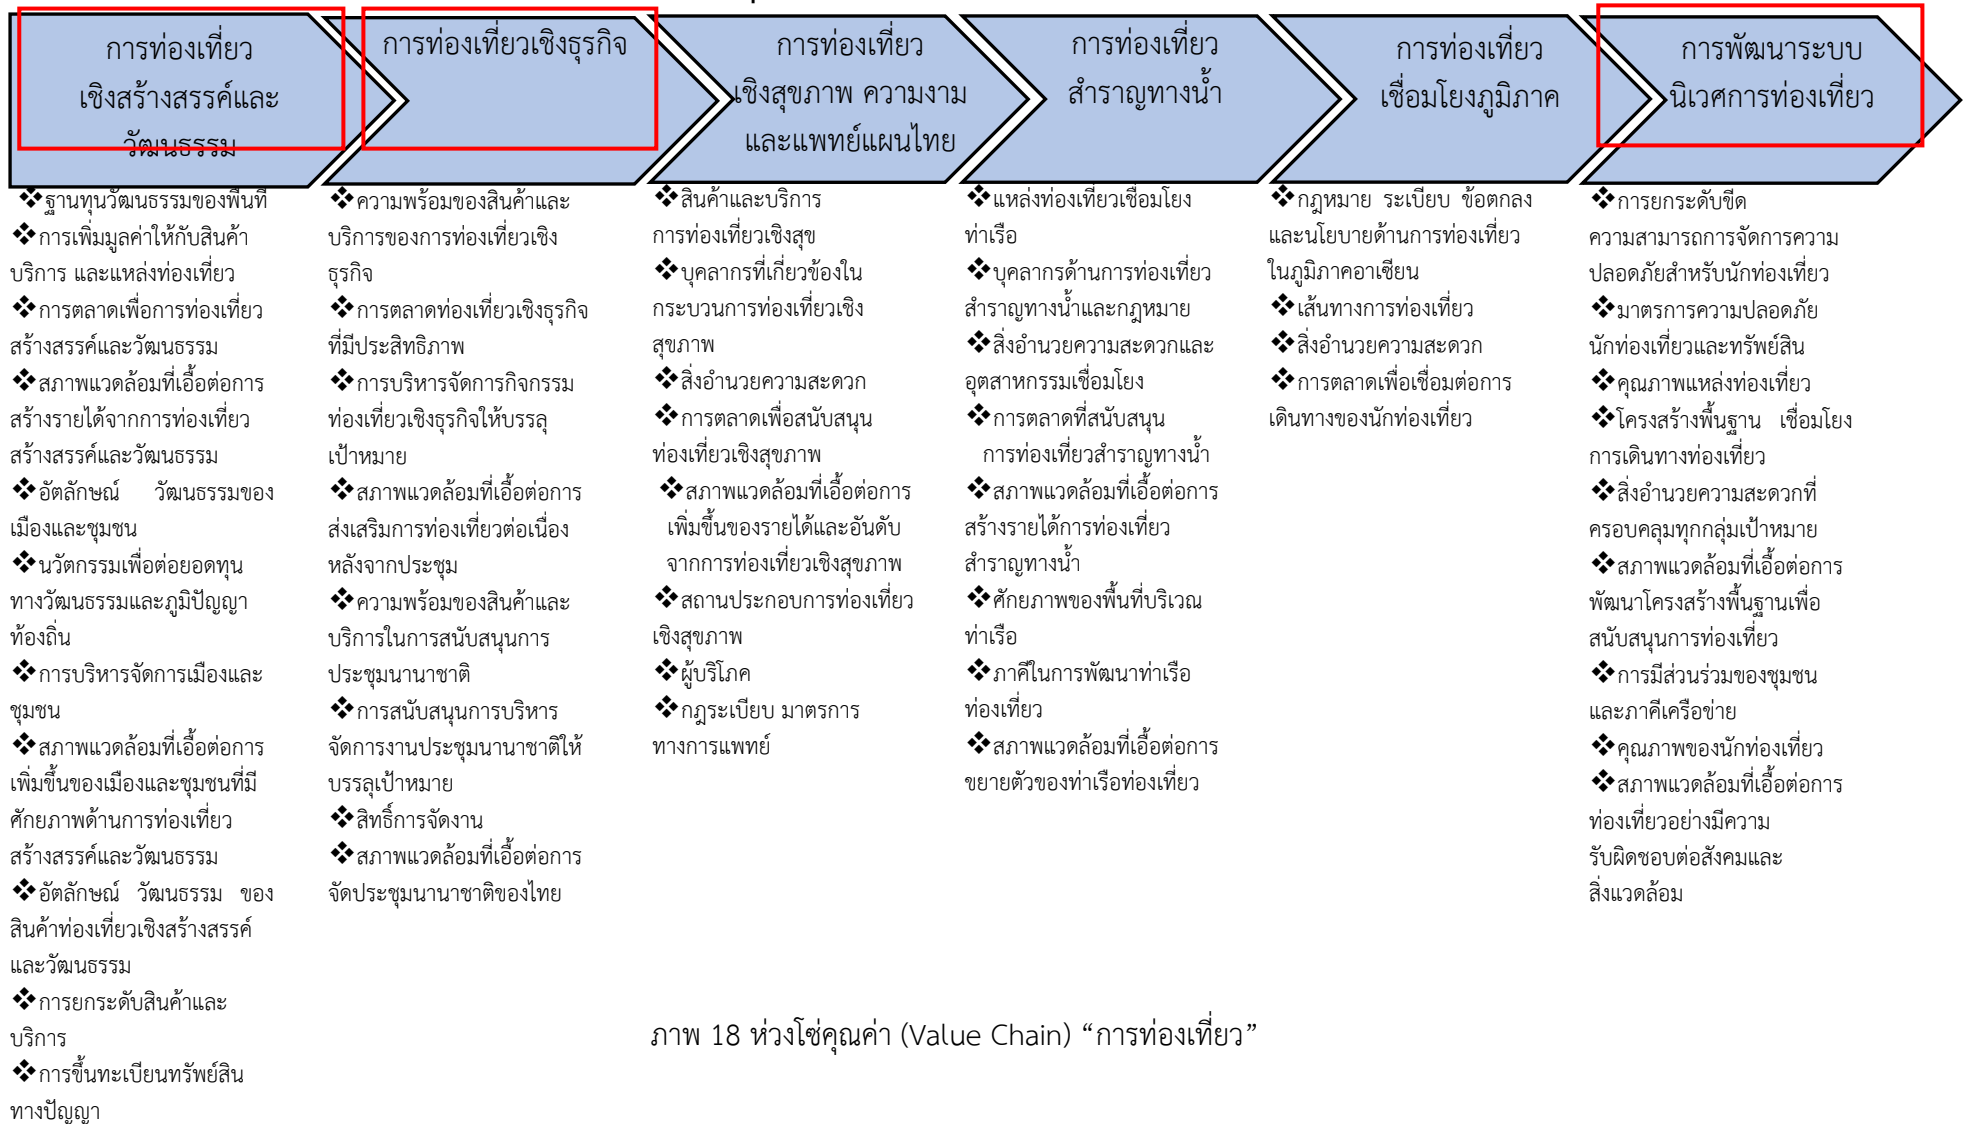 การท่องเที่ยว
เชิงสร้างสรรค์และ
วัฒนธรรม
การท่องเที่ยวเชิงธุรกิจ
การท่องเที่ยว
เชิงสุขภาพ ความงาม
และแพทย์แผนไทย
การท่องเที่ยว
สำราญทางน้ำ
การท่องเที่ยว
เชื่อมโยงภูมิภาค
การพัฒนาระบบ
นิเวศการท่องเที่ยว
❖ฐานทุนวัฒนธรรมของพื้นที่
❖การเพิ่มมูลค่าให้กับสินค้า
บริการ และแหล่งท่องเที่ยว
❖การตลาดเพื่อการท่องเที่ยว
สร้างสรรค์และวัฒนธรรม
❖สภาพแวดล้อมที่เอื้อต่อการ
สร้างรายได้จากการท่องเที่ยว
สร้างสรรค์และวัฒนธรรม
❖อัตลักษณ์ วัฒนธรรมของ
เมืองและชุมชน
❖นวัตกรรมเพื่อต่อยอดทุน
ทางวัฒนธรรมและภูมิปัญญา
ท้องถิ่น
❖การบริหารจัดการเมืองและ
ชุมชน
❖สภาพแวดล้อมที่เอื้อต่อการ
เพิ่มขึ้นของเมืองและชุมชนที่มี
ศักยภาพด้านการท่องเที่ยว
สร้างสรรค์และวัฒนธรรม
❖อัตลักษณ์ วัฒนธรรม ของ
สินค้าท่องเที่ยวเชิงสร้างสรรค์
และวัฒนธรรม
❖การยกระดับสินค้าและ
บริการ
❖การขึ้นทะเบียนทรัพย์สิน
ทางปัญญา
❖ความพร้อมของสินค้าและ
บริการของการท่องเที่ยวเชิง
ธุรกิจ
❖การตลาดท่องเที่ยวเชิงธุรกิจ
ที่มีประสิทธิภาพ
❖การบริหารจัดการกิจกรรม
ท่องเที่ยวเชิงธุรกิจให้บรรลุ
เป้าหมาย
❖สภาพแวดล้อมที่เอื้อต่อการ
ส่งเสริมการท่องเที่ยวต่อเนื่อง
หลังจากประชุม
❖ความพร้อมของสินค้าและ
บริการในการสนับสนุนการ
ประชุมนานาชาติ
❖การสนับสนุนการบริหาร
จัดการงานประชุมนานาชาติให้
บรรลุเป้าหมาย
❖สิทธิ์การจัดงาน
❖สภาพแวดล้อมที่เอื้อต่อการ
จัดประชุมนานาชาติของไทย
❖สินค้าและบริการ
การท่องเที่ยวเชิงสุข
❖บุคลากรที่เกี่ยวข้องใน
กระบวนการท่องเที่ยวเชิง
สุขภาพ
❖สิ่งอำนวยความสะดวก
❖การตลาดเพื่อสนับสนุน
ท่องเที่ยวเชิงสุขภาพ
❖สภาพแวดล้อมที่เอื้อต่อการ
เพิ่มขึ้นของรายได้และอันดับ
จากการท่องเที่ยวเชิงสุขภาพ
❖สถานประกอบการท่องเที่ยว
เชิงสุขภาพ
❖ผู้บริโภค
❖กฎระเบียบ มาตรการ
ทางการแพทย์
❖แหล่งท่องเที่ยวเชื่อมโยง
ท่าเรือ
❖บุคลากรด้านการท่องเที่ยว
สำราญทางน้ำและกฎหมาย
❖สิ่งอำนวยความสะดวกและ
อุตสาหกรรมเชื่อมโยง
❖การตลาดที่สนับสนุน
การท่องเที่ยวสำราญทางน้ำ
❖สภาพแวดล้อมที่เอื้อต่อการ
สร้างรายได้การท่องเที่ยว
สำราญทางน้ำ
❖ศักยภาพของพื้นที่บริเวณ
ท่าเรือ
❖ภาคีในการพัฒนาท่าเรือ
ท่องเที่ยว
❖สภาพแวดล้อมที่เอื้อต่อการ
ขยายตัวของท่าเรือท่องเที่ยว
❖กฎหมาย ระเบียบ ข้อตกลง
และนโยบายด้านการท่องเที่ยว
ในภูมิภาคอาเซียน
❖เส้นทางการท่องเที่ยว
❖สิ่งอำนวยความสะดวก
❖การตลาดเพื่อเชื่อมต่อการ
เดินทางของนักท่องเที่ยว
❖การยกระดับขีด
ความสามารถการจัดการความ
ปลอดภัยสำหรับนักท่องเที่ยว
❖มาตรการความปลอดภัย
นักท่องเที่ยวและทรัพย์สิน
❖คุณภาพแหล่งท่องเที่ยว
❖โครงสร้างพื้นฐาน เชื่อมโยง
การเดินทางท่องเที่ยว
❖สิ่งอำนวยความสะดวกที่
ครอบคลุมทุกกลุ่มเป้าหมาย
❖สภาพแวดล้อมที่เอื้อต่อการ
พัฒนาโครงสร้างพื้นฐานเพื่อ
สนับสนุนการท่องเที่ยว
❖การมีส่วนร่วมของชุมชน
และภาคีเครือข่าย
❖คุณภาพของนักท่องเที่ยว
❖สภาพแวดล้อมที่เอื้อต่อการ
ท่องเที่ยวอย่างมีความ
รับผิดชอบต่อสังคมและ
สิ่งแวดล้อม
ภาพ 18 ห่วงโซ่คุณค่า (Value Chain) “การท่องเที่ยว”